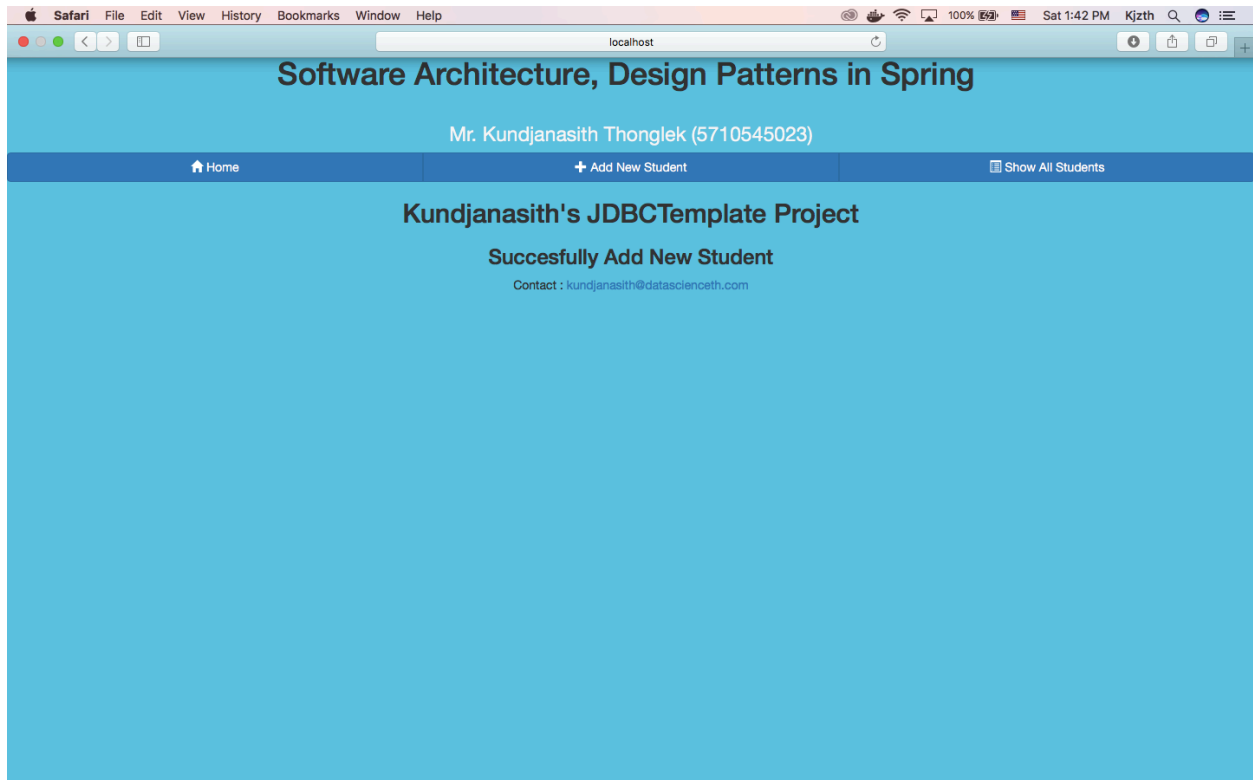 Safari File Edit View History Bookmarks Window Help 100% Sat 1:42 PM Kjzth
localhost
Software Architecture, Design Patterns in Spring
Mr. Kundjanasith Thonglek (5710545023)
Home + Add New Student Show All Students
Kundjanasith's JDBCTemplate Project
Succesfully Add New Student
Contact : kundjanasith@datascienceth.com